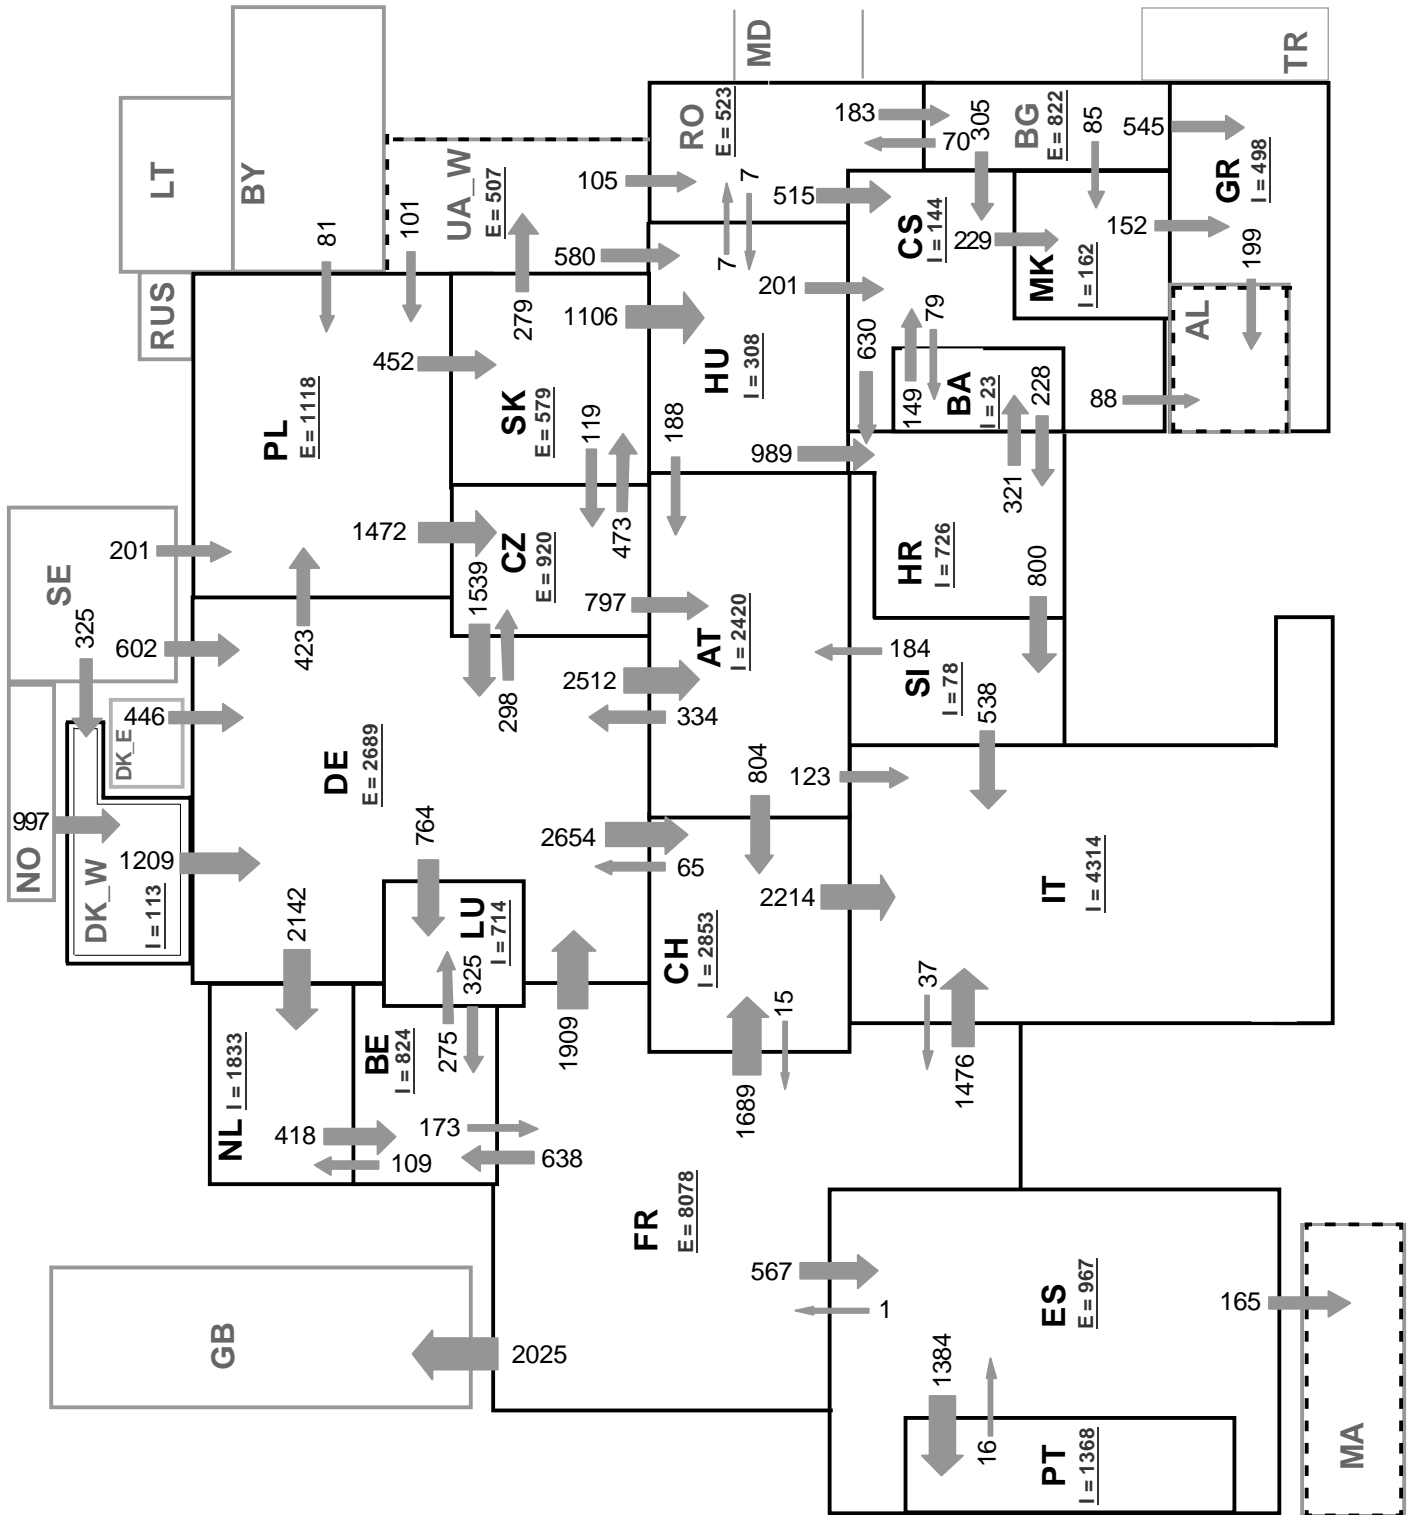 MD
TR
LT
BY
RO
E = 523
183
70
305
BG
E = 822
85
545
GR
I = 498
UA_W
E = 507
105
7
7
515
CS
I = 144
229
MK
I = 162
152
199
81
101
279
580
201
RUS
1106
452
HU
I = 308
630
149
79
BA
I = 23
228
88
AL
PL
E = 1118
SK
E = 579
119
473
188
989
321
SE
201
1472
CZ
E = 920
1539
298
HR
I = 726
800
325
602
423
797
AT
I = 2420
184
SI
I = 78
538
2512
334
446
DK_E
DE
E = 2689
804
123
NO
997
DK_W
I = 113
1209
764
2654
65
2214
IT
I = 4314
2142
LU
I = 714
325
275
1909
CH
I = 2853
15
1689
37
1476
NL
I = 1833
BE
I = 824
418
109
173
638
FR
E = 8078
567
1
ES
E = 967
165
GB
2025
1384
16
PT
I = 1368
MA